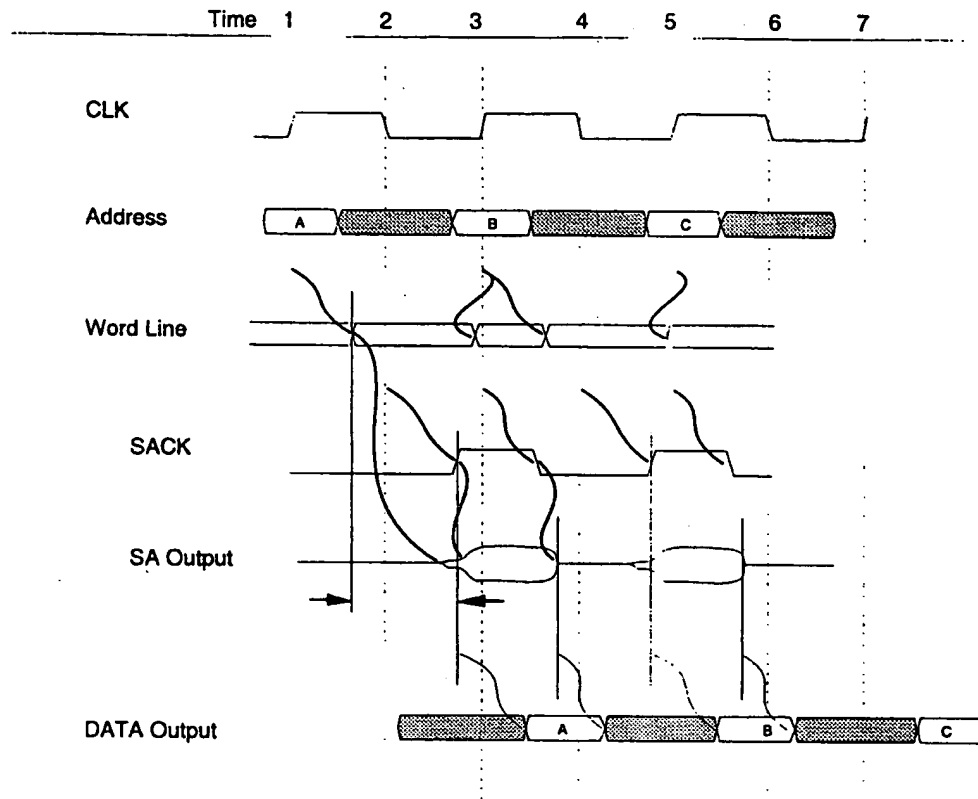 Time 1 2 3 4 5 6 7
CLK
Address A B C
Word Line
SACK
SA Output
DATA Output A B C